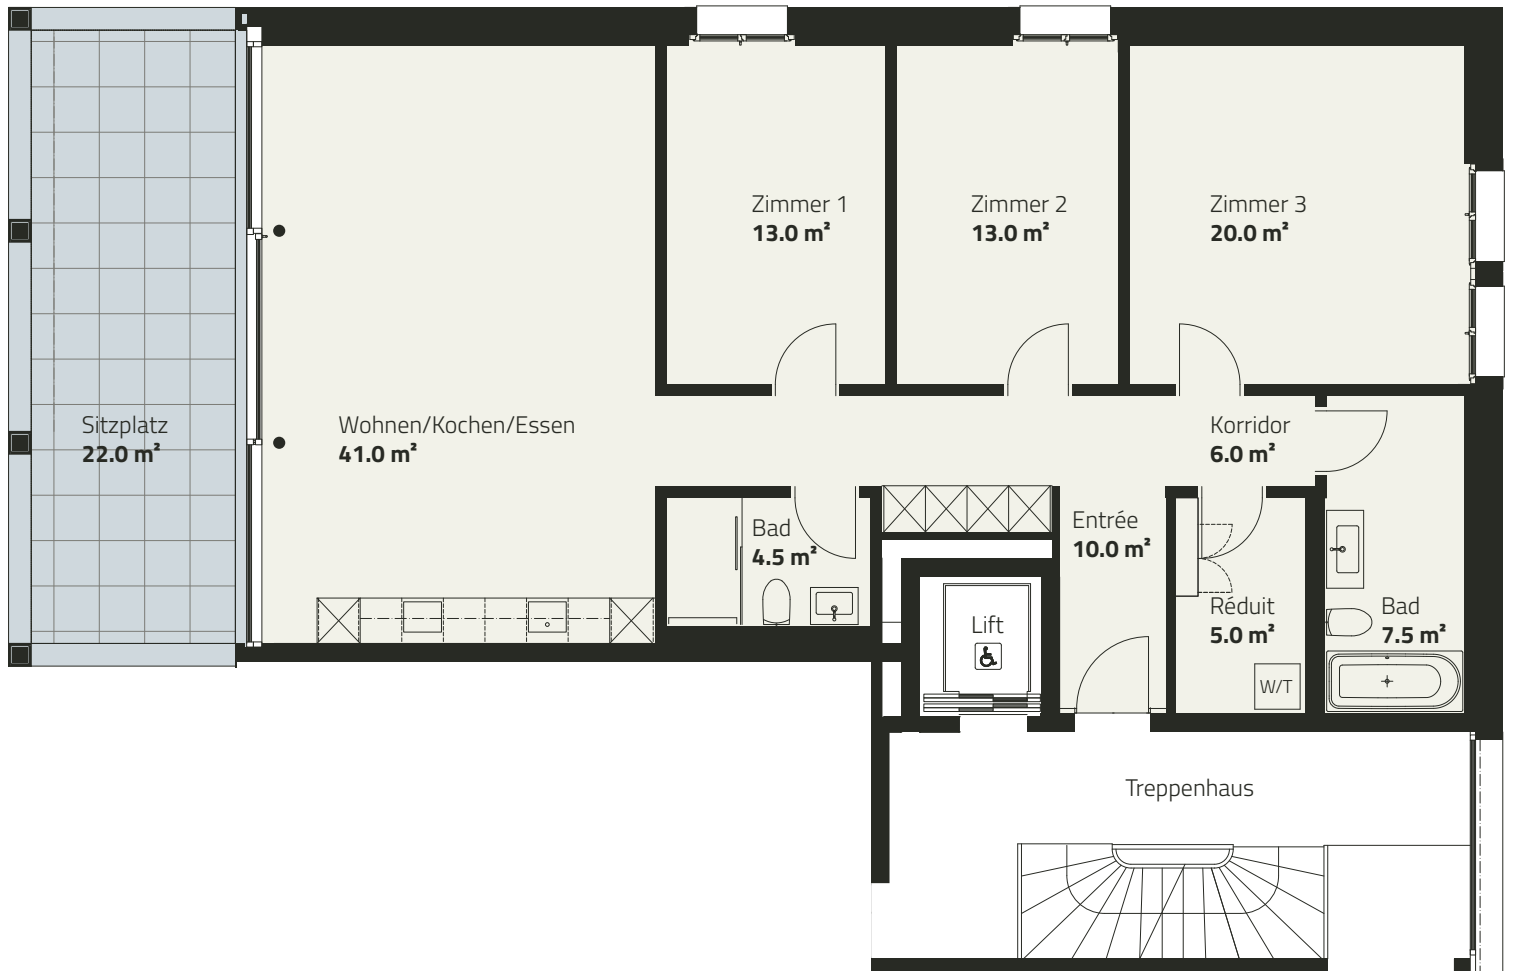 Zimmer 1
13.0 m²
Zimmer 2
13.0 m²
Zimmer 3
20.0 m²
Sitzplatz
22.0 m²
Wohnen/Kochen/Essen
41.0 m²
Korridor
6.0 m²
Bad
4.5 m²
Entrée
10.0 m²
Lift
Réduit
5.0 m²
Bad
7.5 m²
W/T
Treppenhaus